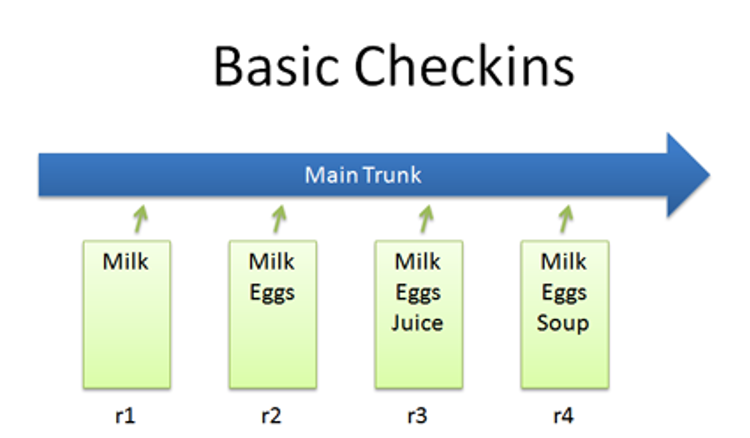 Basic Checkins
Main Trunk
Milk
Milk
Eggs
Milk
Eggs
Juice
Milk
Eggs
Soup
r1
r2
r3
r4